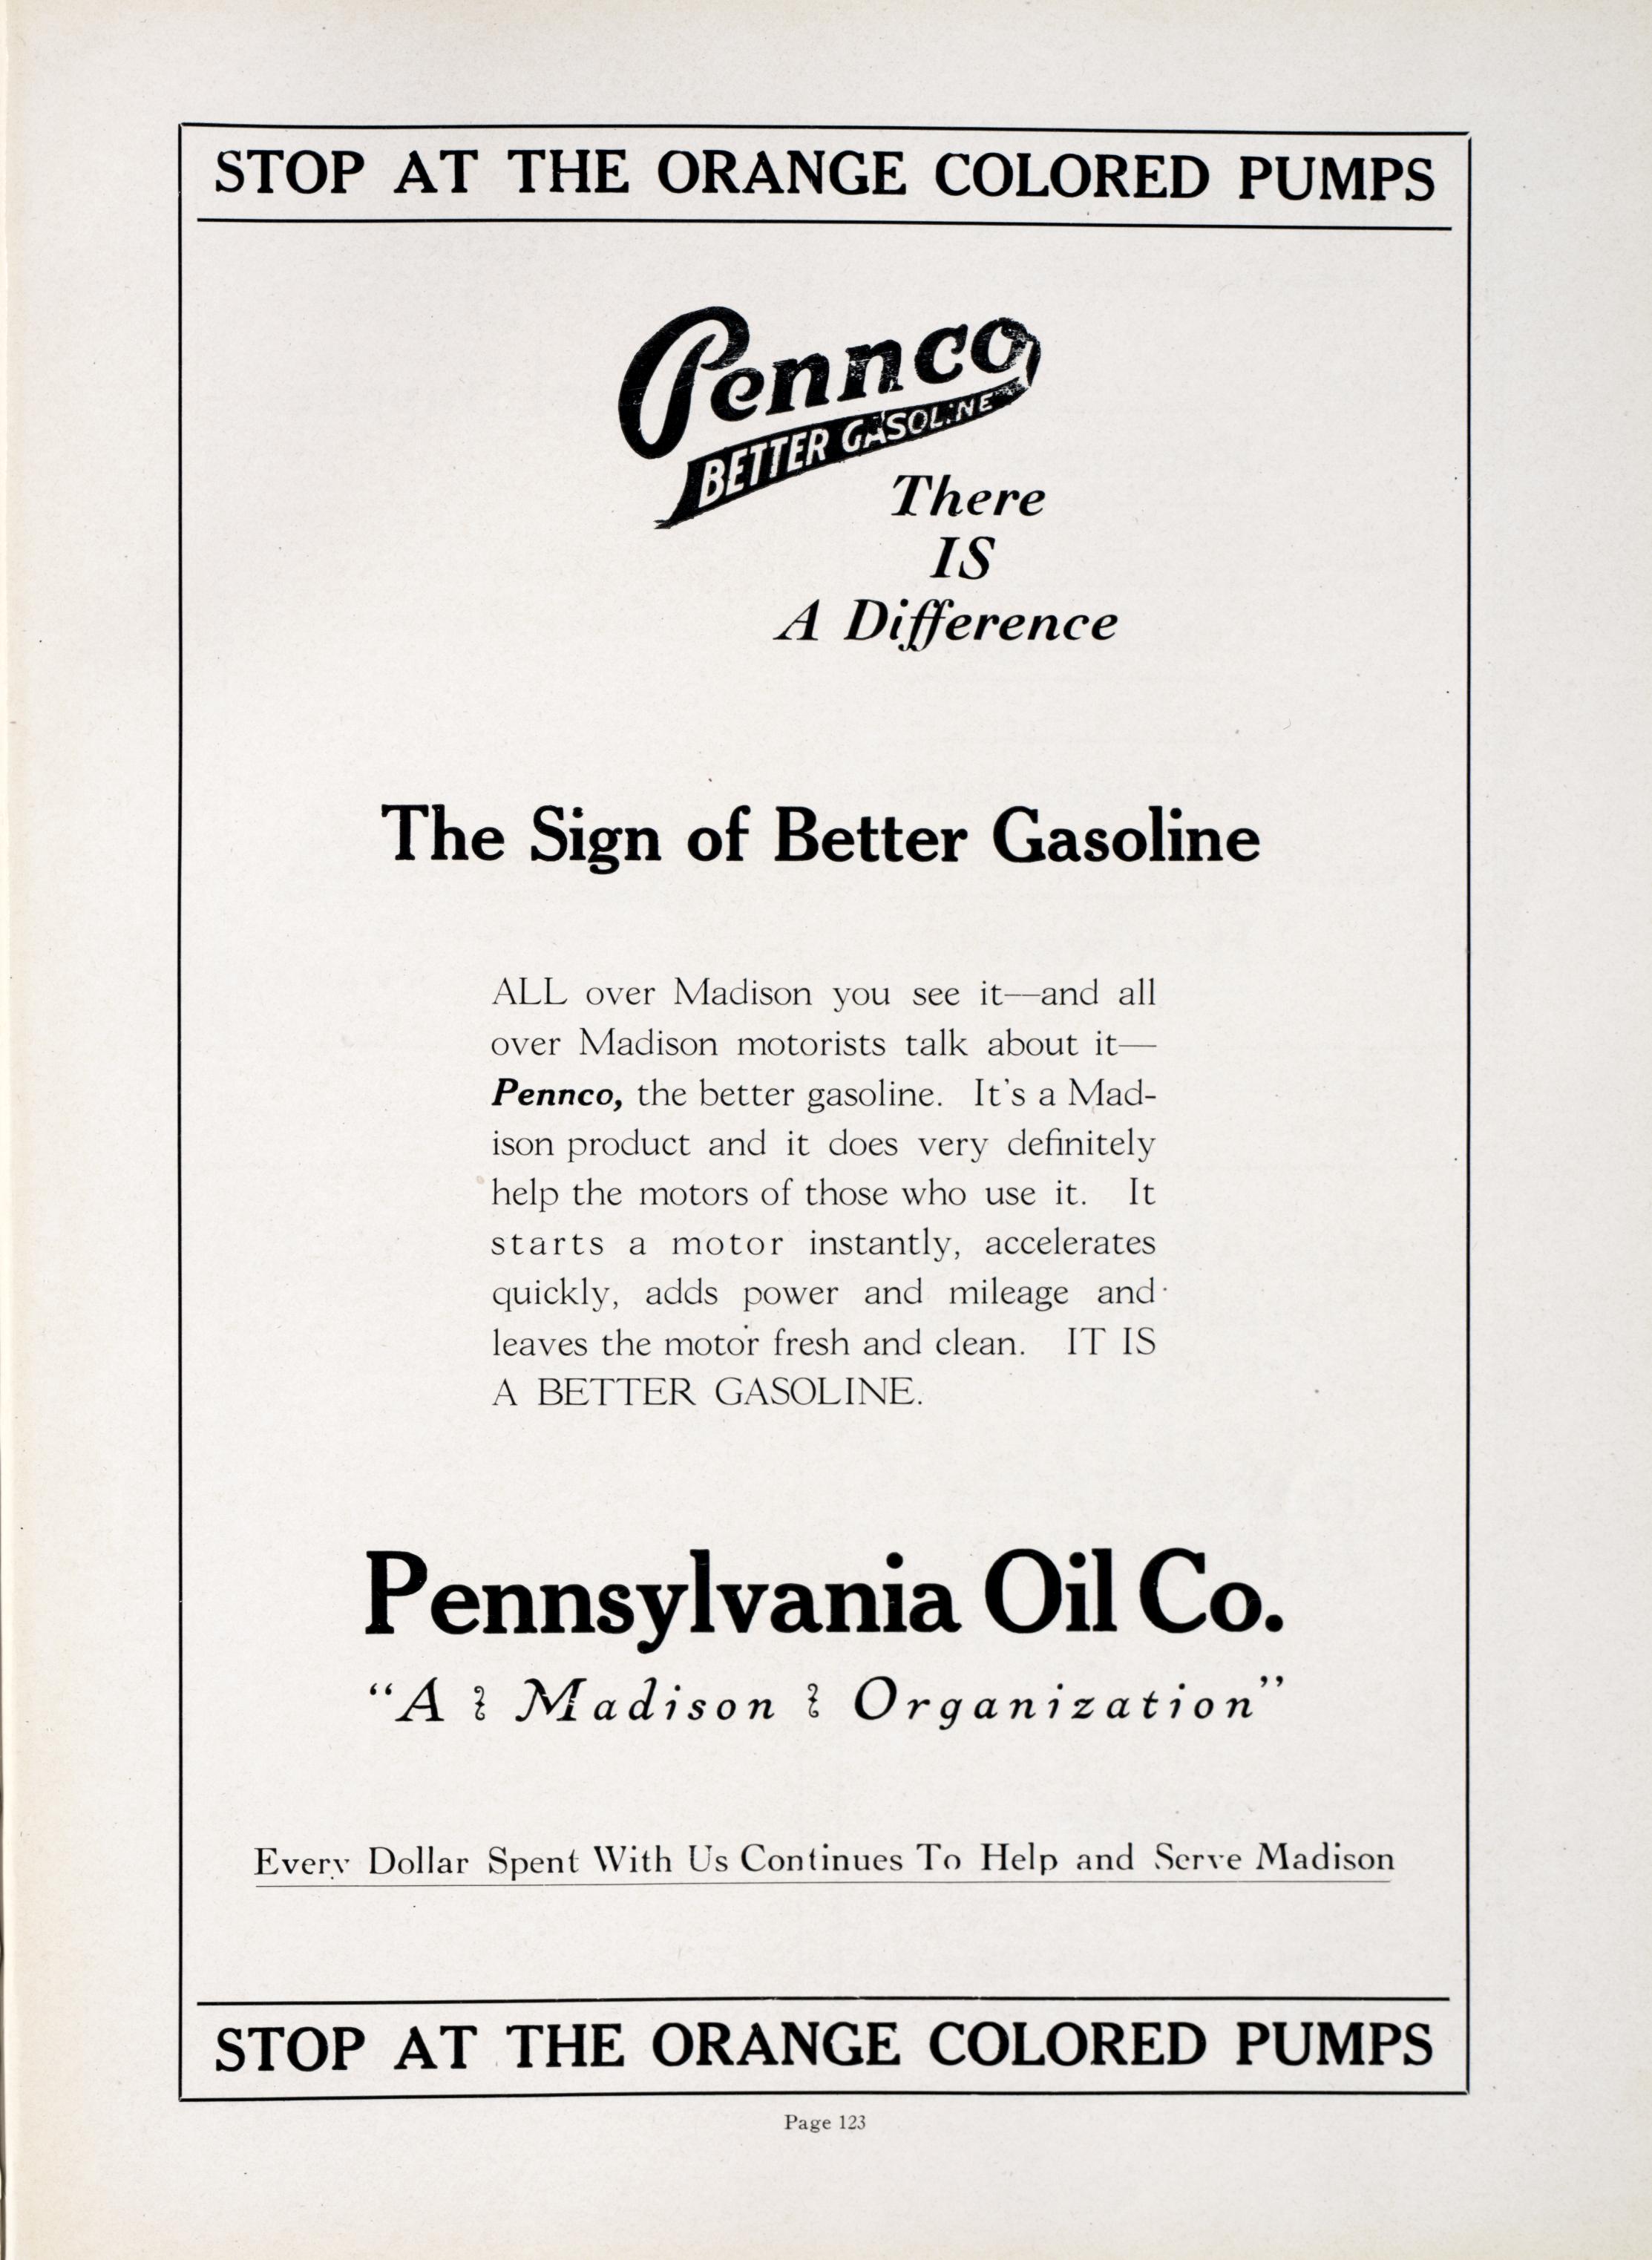 STOP AT THE ORANGE COLORED PUMPS
Pennco
BETTER GASOLINE
There
IS
A Difference
The Sign of Better Gasoline
ALL over Madison you see it—and all
over Madison motorists talk about it—
Pennco, the better gasoline. It's a Mad-
ison product and it does very definitely
help the motors of those who use it. It
starts a motor instantly, accelerates
quickly, adds power and mileage and
leaves the motor fresh and clean. IT IS
A BETTER GASOLINE.
Pennsylvania Oil Co.
“A Madison Organization”
Every Dollar Spent With Us Continues To Help and Serve Madison
STOP AT THE ORANGE COLORED PUMPS
Page 123